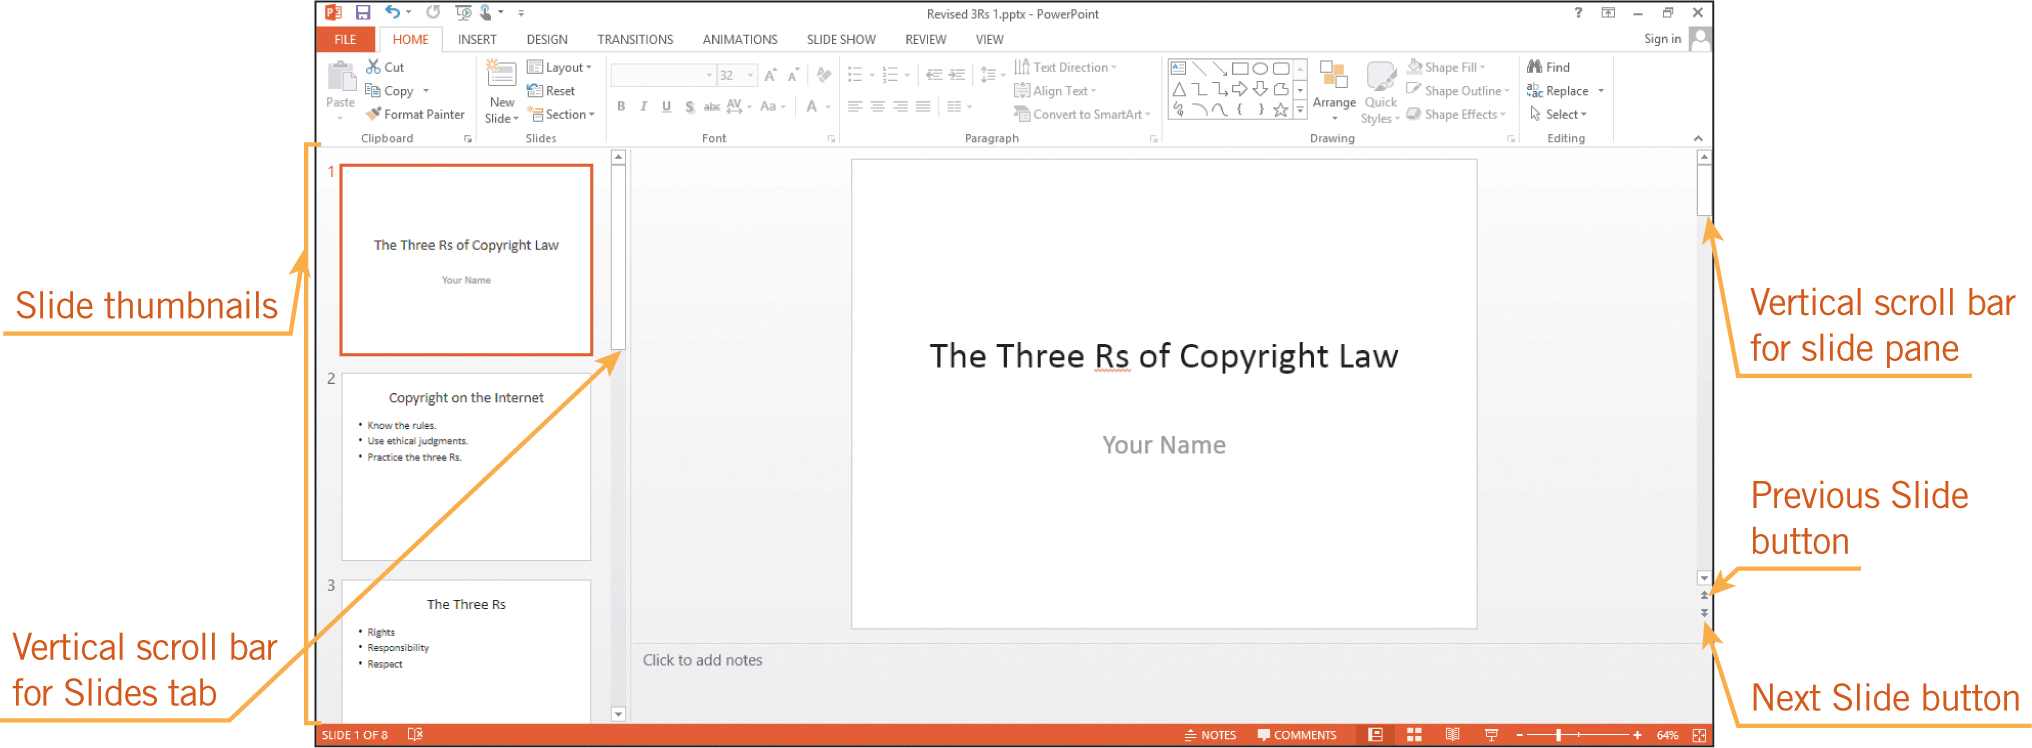 Revised 3Rs 1.pptx - PowerPoint
?
FILE HOME INSERT DESIGN TRANSITIONS ANIMATIONS SLIDE SHOW REVIEW VIEW
Sign in
Paste
Cut
Copy
Format Painter
Clipboard
New
Slide
Layout
Reset
Section
Slides
32
B I U S abc AV Aa A
Font
Text Direction
Align Text
Convert to SmartArt
Paragraph
Arrange
Quick
Styles
Shape Fill
Shape Outline
Shape Effects
Drawing
Find
Replace
Select
Editing
1
The Three Rs of Copyright Law
Your Name
2
Copyright on the Internet
• Know the rules.
• Use ethical judgments.
• Practice the three Rs.
3
The Three Rs
• Rights
• Responsibility
• Respect
The Three Rs of Copyright Law
Your Name
Click to add notes
SLIDE 1 OF 8
NOTES
COMMENTS
64%
Slide thumbnails
Vertical scroll bar
for Slides tab
Vertical scroll bar
for slide pane
Previous Slide
button
Next Slide button